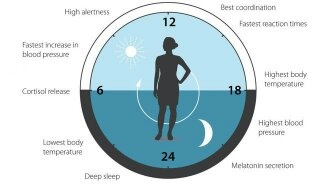 High alertness
Best coordination
Fastest reaction times
12
Fastest increase in
blood pressure
Cortisol release
6
18
Highest body
temperature
Highest blood
pressure
Lowest body
temperature
24
Melatonin secretion
Deep sleep